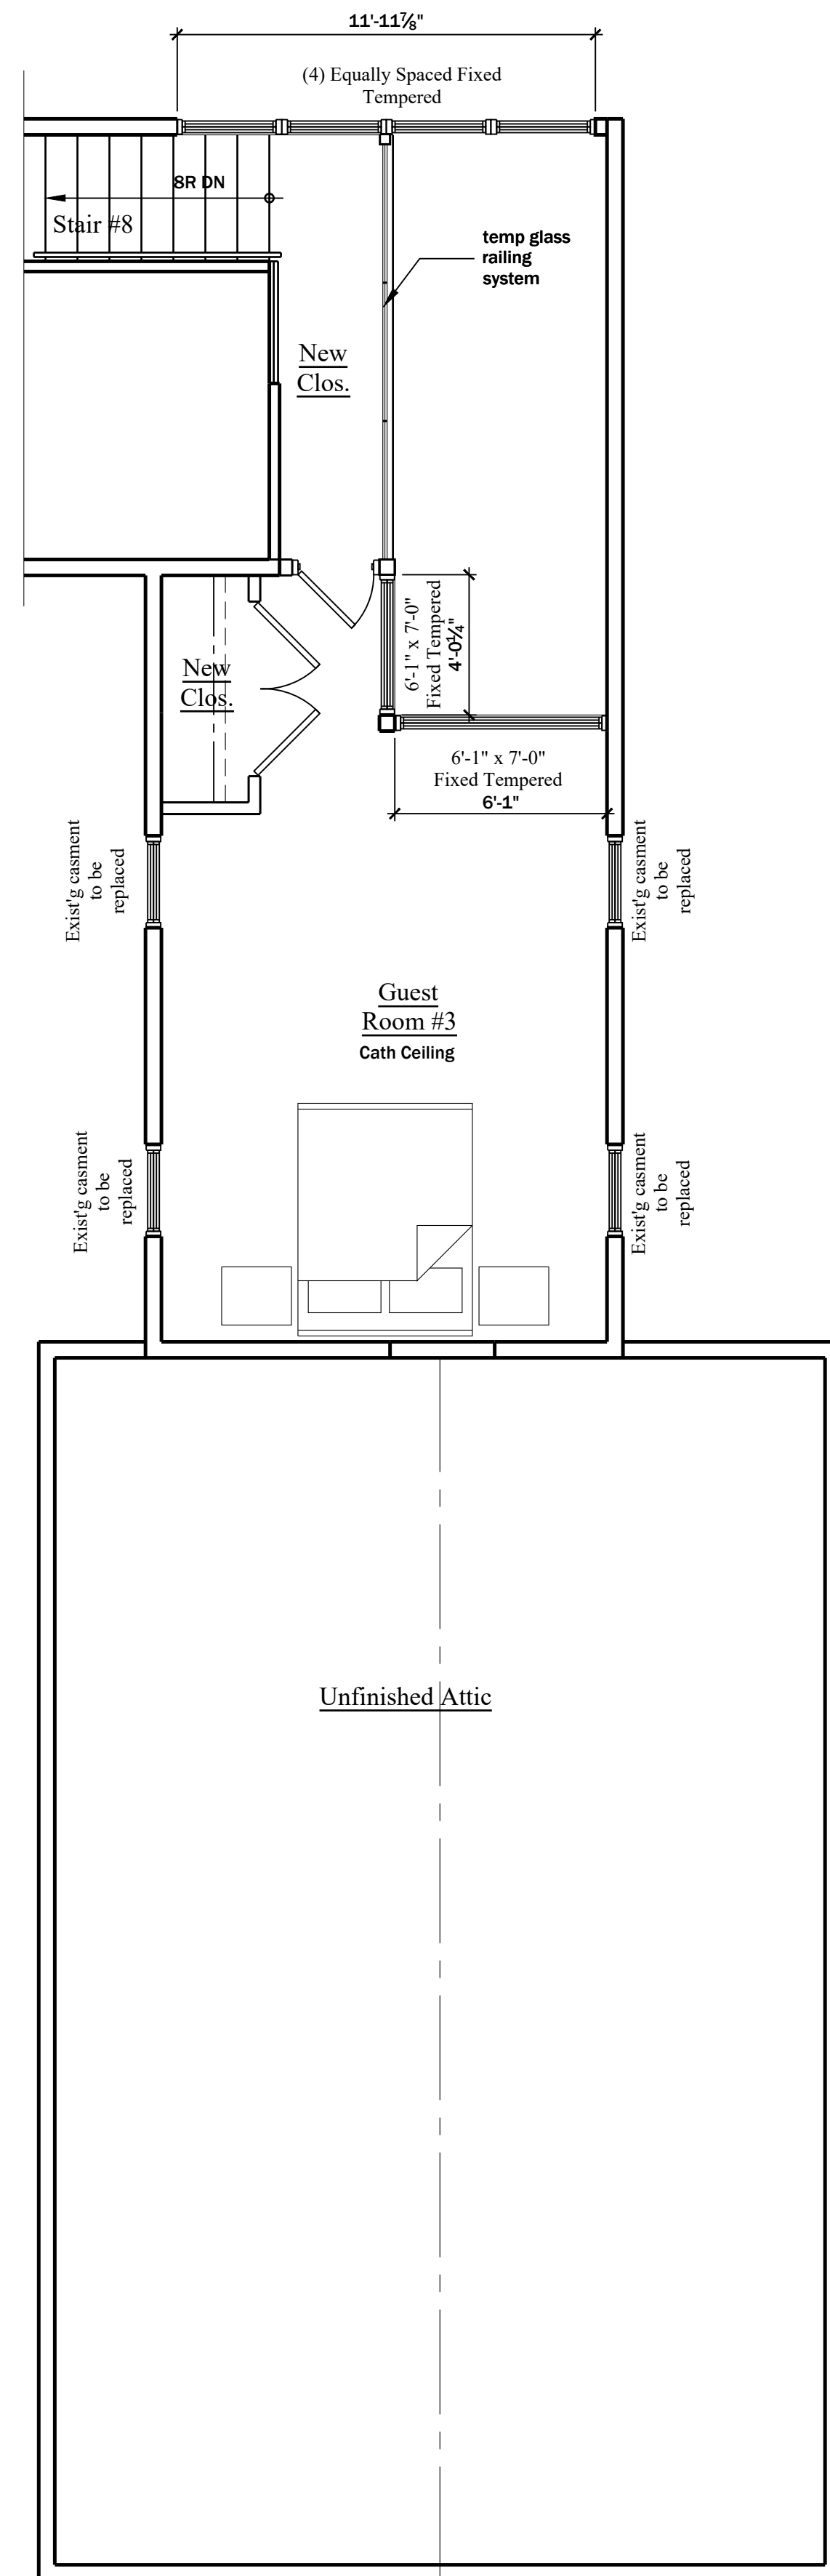 11'-11⅞"
(4) Equally Spaced Fixed
Tempered
8R DN
Stair #8
temp glass
railing
system
New
Clos.
6'-1" x 7'-0"
Fixed Tempered
4'-0¼"
New
Clos.
6'-1" x 7'-0"
Fixed Tempered
6'-1"
Exist'g casment
to be
replaced
Exist'g casment
to be
replaced
Guest
Room #3
Cath Ceiling
Exist'g casment
to be
replaced
Exist'g casment
to be
replaced
Unfinished Attic